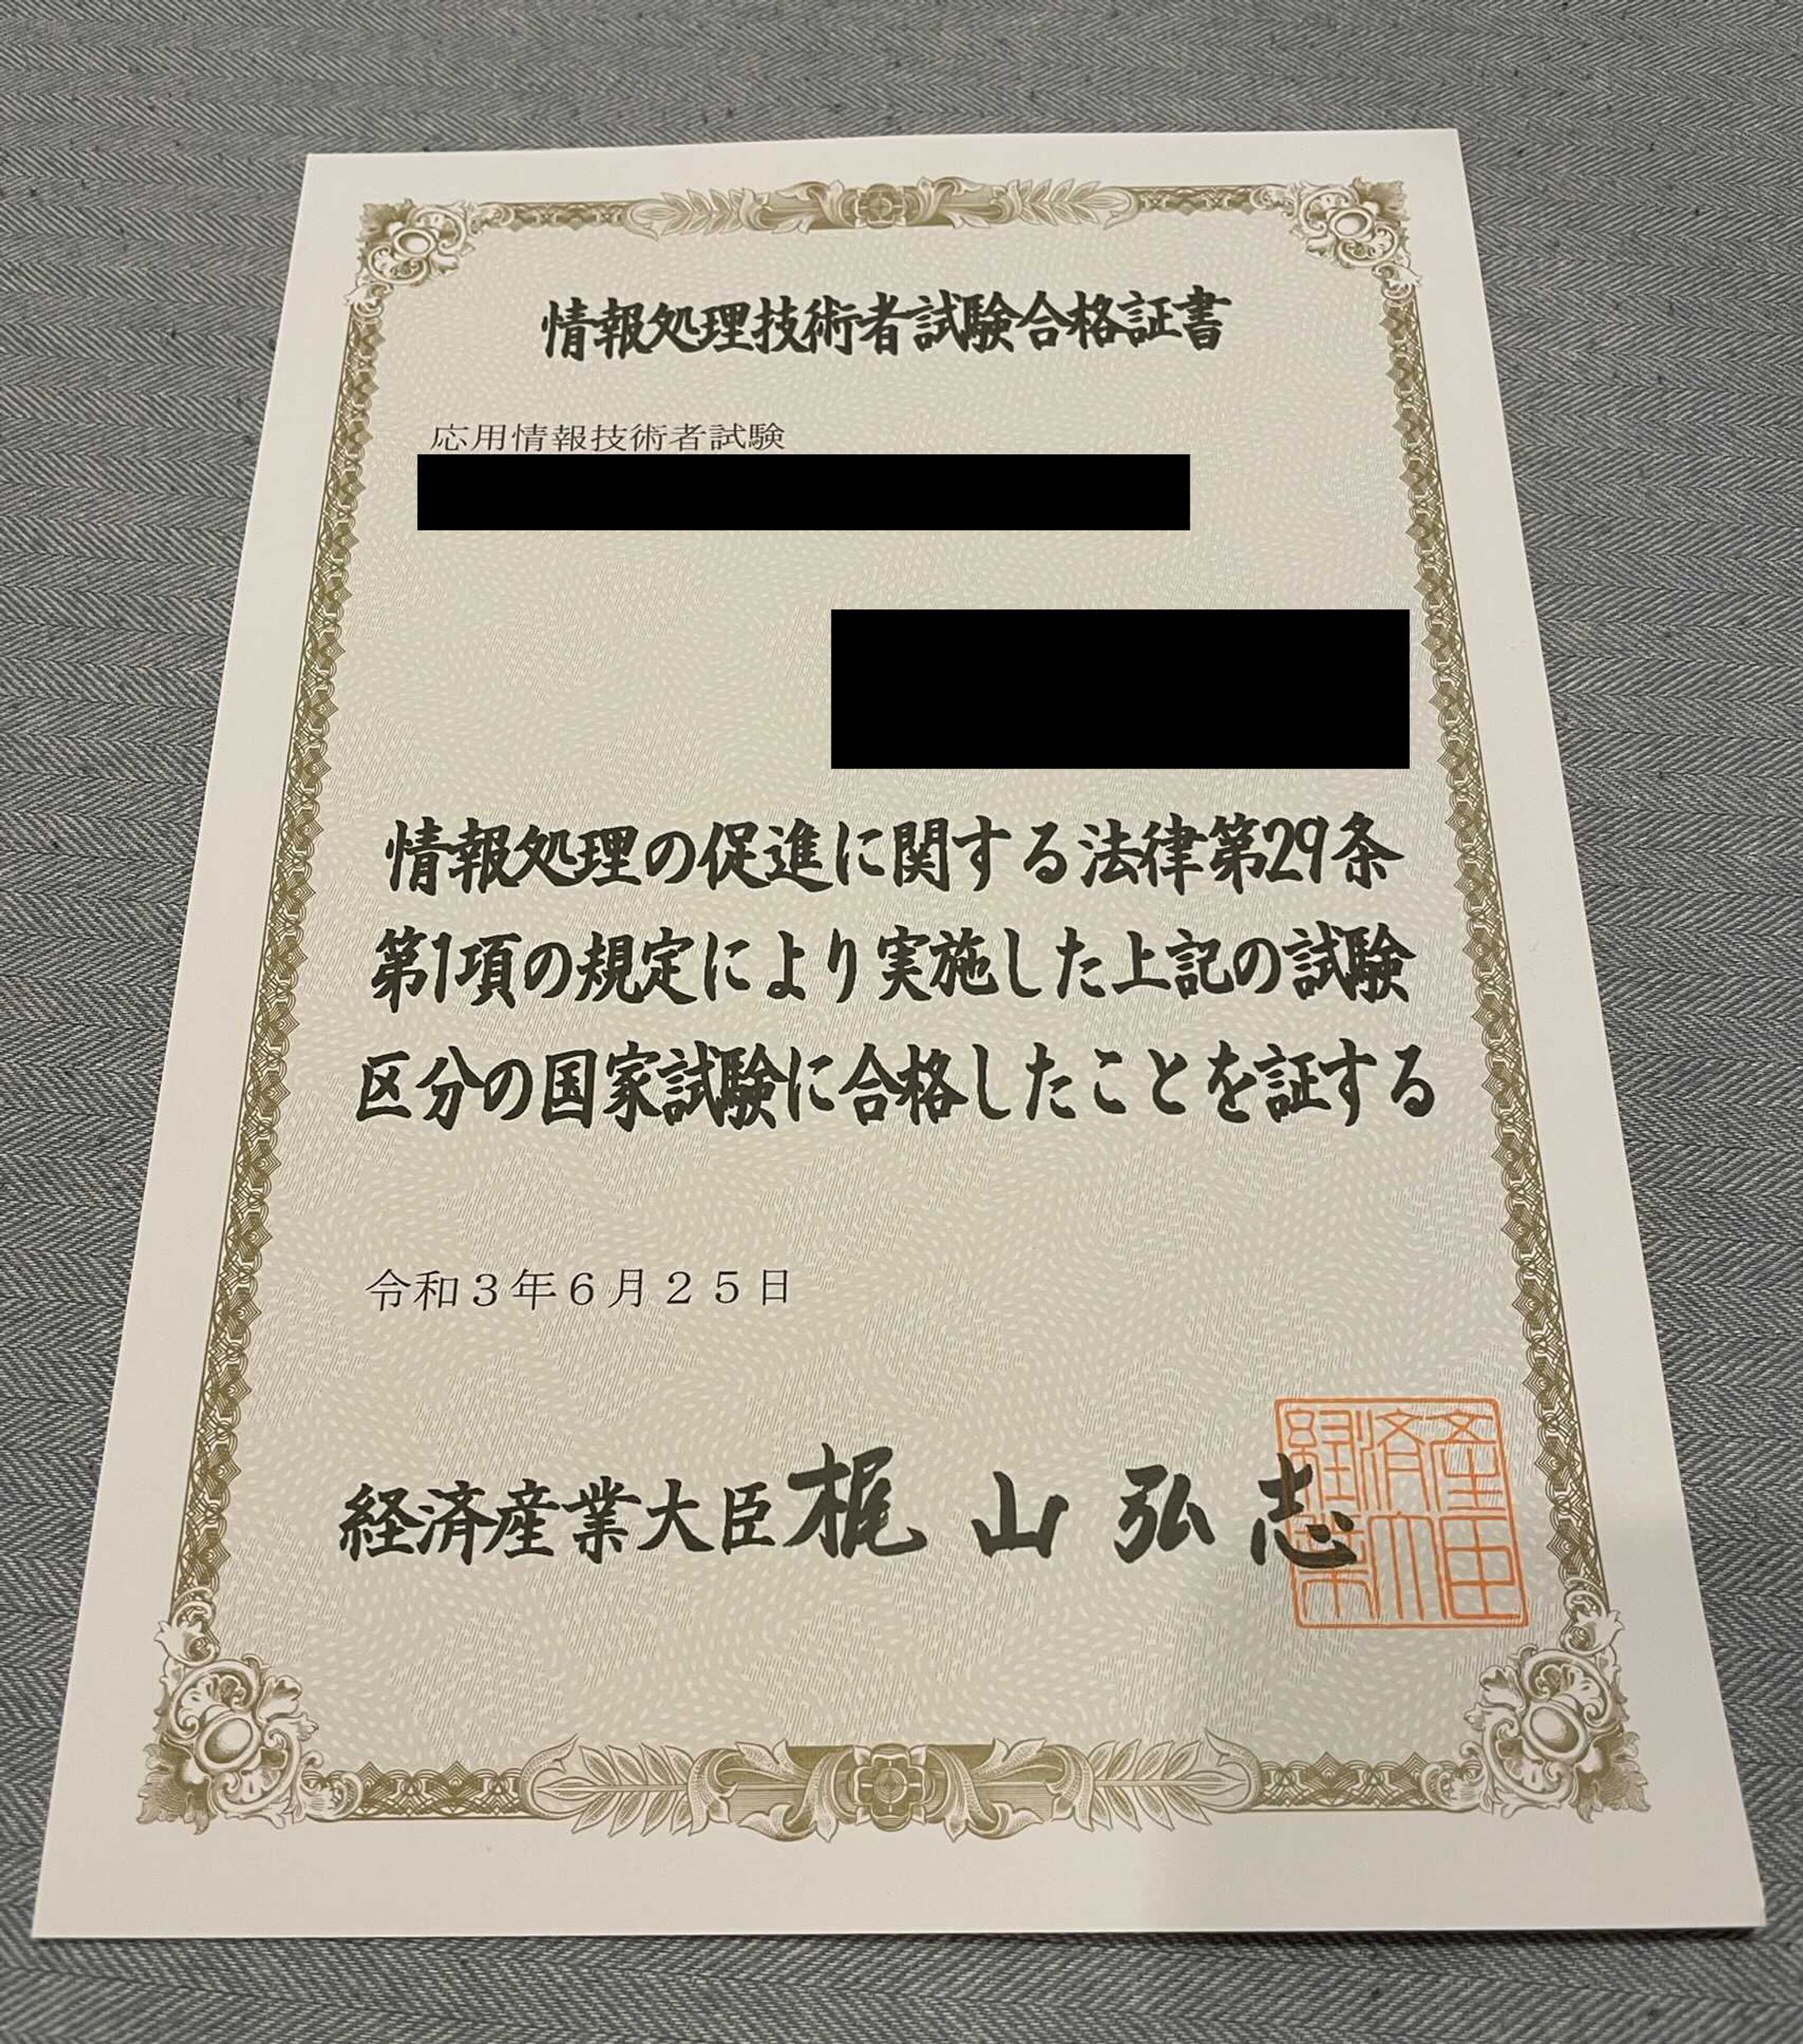 情報処理技術者試験合格証書
応用情報技術者試験
情報処理の促進に関する法律第29条
第1項の規定により実施した上記の試験
区分の国家試験に合格したことを証する
令和３年６月２５日
経済産業大臣 梶山弘志